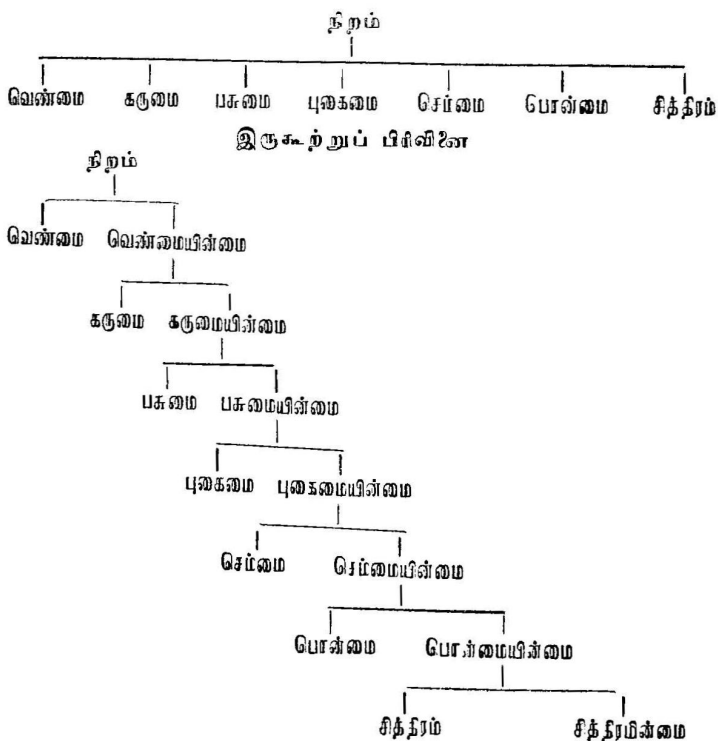 நிறம்
வெண்மை கருமை பசுமை புகைமை செம்மை பொன்மை சித்திரம்
இருகூற்றுப் பிரிவினை
நிறம்
வெண்மை வெண்மையின்மை
கருமை கருமையின்மை
பசுமை பசுமையின்மை
புகைமை புகைமையின்மை
செம்மை செம்மையின்மை
பொன்மை பொன்மையின்மை
சித்திரம் சித்திரமின்மை